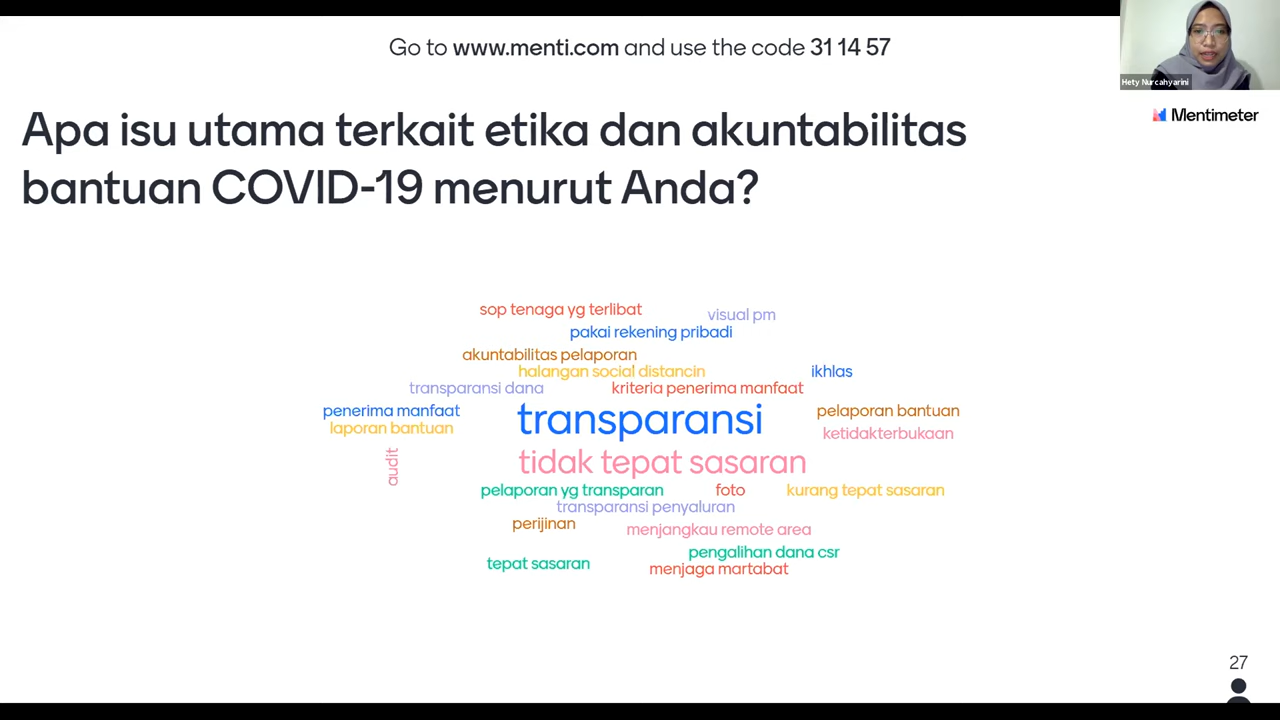 Go to www.menti.com and use the code 31 14 57
Hety Nurcahyarini
Mentimeter
Apa isu utama terkait etika dan akuntabilitas
bantuan COVID-19 menurut Anda?
sop tenaga yg terlibat
visual pm
pakai rekening pribadi
akuntabilitas pelaporan
halangan social distancin
ikhlas
transparansi dana
kriteria penerima manfaat
penerima manfaat
transparansi
pelaporan bantuan
laporan bantuan
ketidakterbukaan
audit
tidak tepat sasaran
pelaporan yg transparan
foto
kurang tepat sasaran
transparansi penyaluran
perijinan
menjangkau remote area
pengalihan dana csr
tepat sasaran
menjaga martabat
27